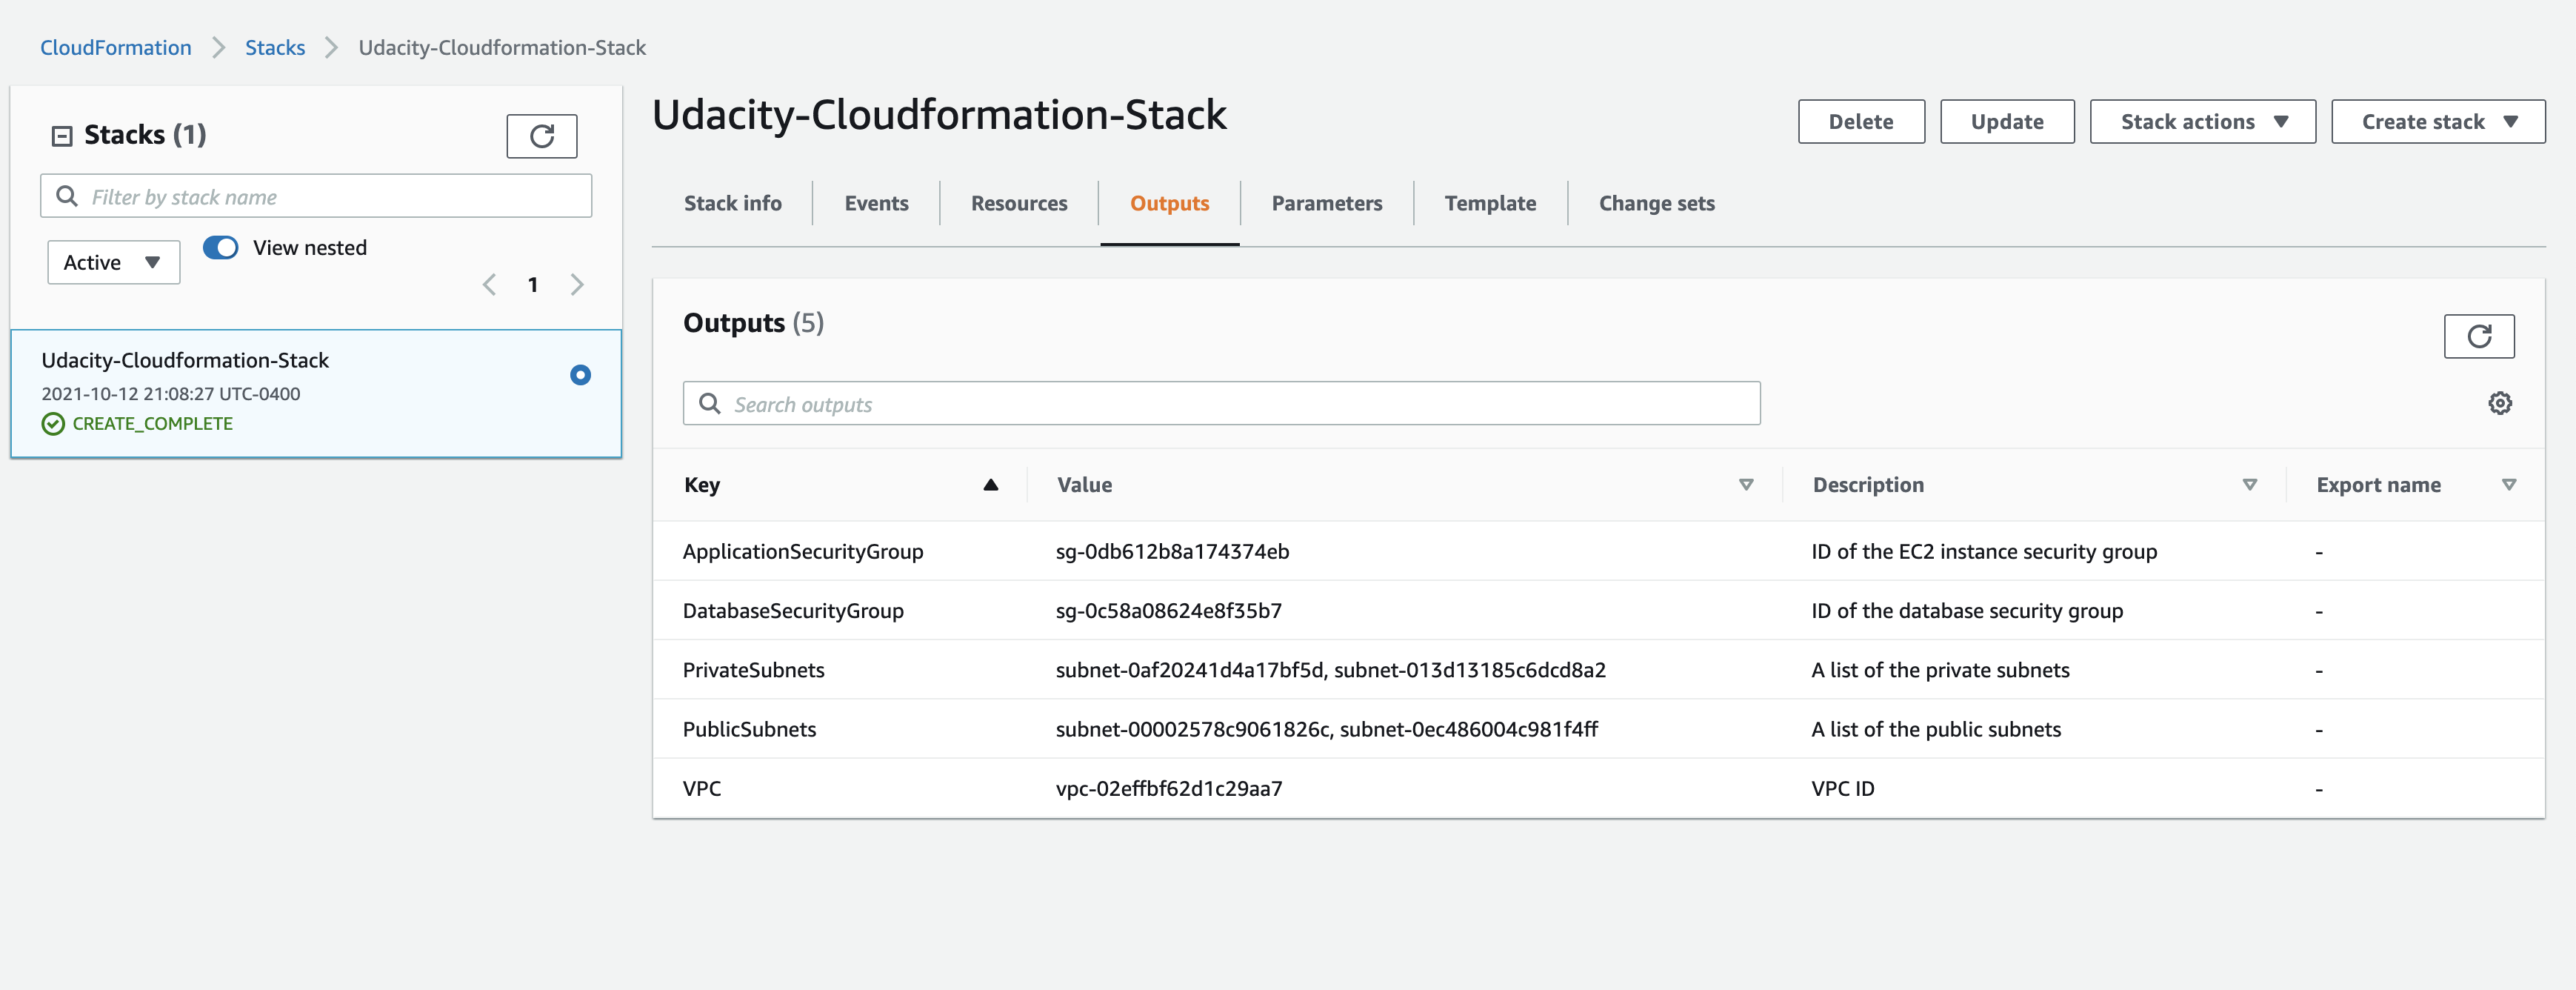 CloudFormation > Stacks > Udacity-Cloudformation-Stack
Stacks (1)
Filter by stack name
Active
View nested
1
Udacity-Cloudformation-Stack
2021-10-12 21:08:27 UTC-0400
CREATE_COMPLETE
Udacity-Cloudformation-Stack
Delete Update Stack actions Create stack
Stack info Events Resources Outputs Parameters Template Change sets
Outputs (5)
Search outputs
Key Value Description Export name
ApplicationSecurityGroup sg-0db612b8a174374eb ID of the EC2 instance security group -
DatabaseSecurityGroup sg-0c58a08624e8f35b7 ID of the database security group -
PrivateSubnets subnet-0af20241d4a17bf5d, subnet-013d13185c6dcd8a2 A list of the private subnets -
PublicSubnets subnet-00002578c9061826c, subnet-0ec486004c981f4ff A list of the public subnets -
VPC vpc-02effbf62d1c29aa7 VPC ID -